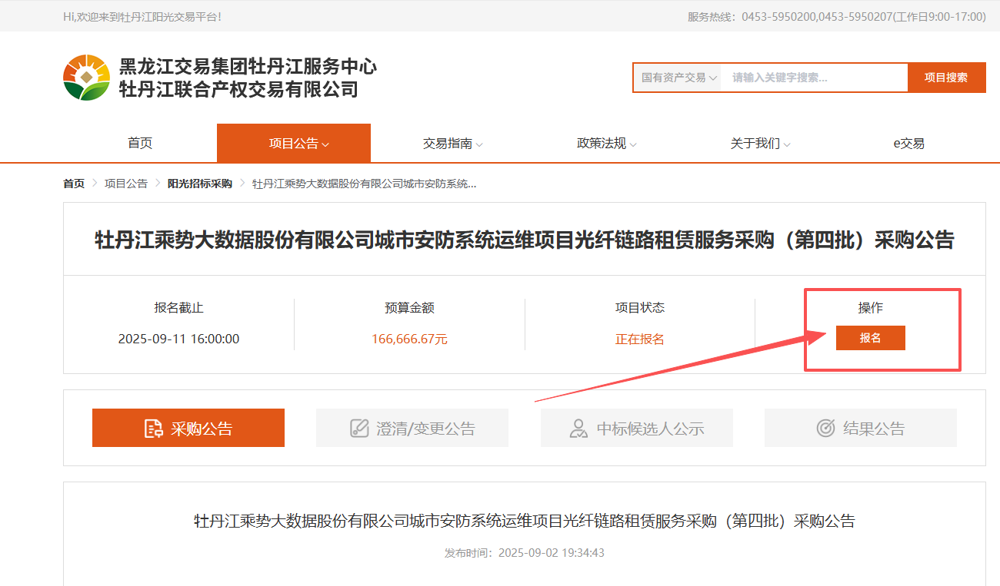 Hi,欢迎来到牡丹江阳光交易平台!
服务热线：0453-5950200,0453-5950207(工作日9:00-17:00)
黑龙江交易集团牡丹江服务中心
牡丹江联合产权交易有限公司
国有资产交易 请输入关键字搜索... 项目搜索
首页 项目公告 交易指南 政策法规 关于我们 e交易
首页 项目公告 阳光招标采购 牡丹江乘势大数据股份有限公司城市安防系统...
牡丹江乘势大数据股份有限公司城市安防系统运维项目光纤链路租赁服务采购（第四批）采购公告
报名截止 预算金额 项目状态 操作
2025-09-11 16:00:00 166,666.67元 正在报名 报名
采购公告 澄清/变更公告 中标候选人公示 结果公告
牡丹江乘势大数据股份有限公司城市安防系统运维项目光纤链路租赁服务采购（第四批）采购公告
发布时间：2025-09-02 19:34:43